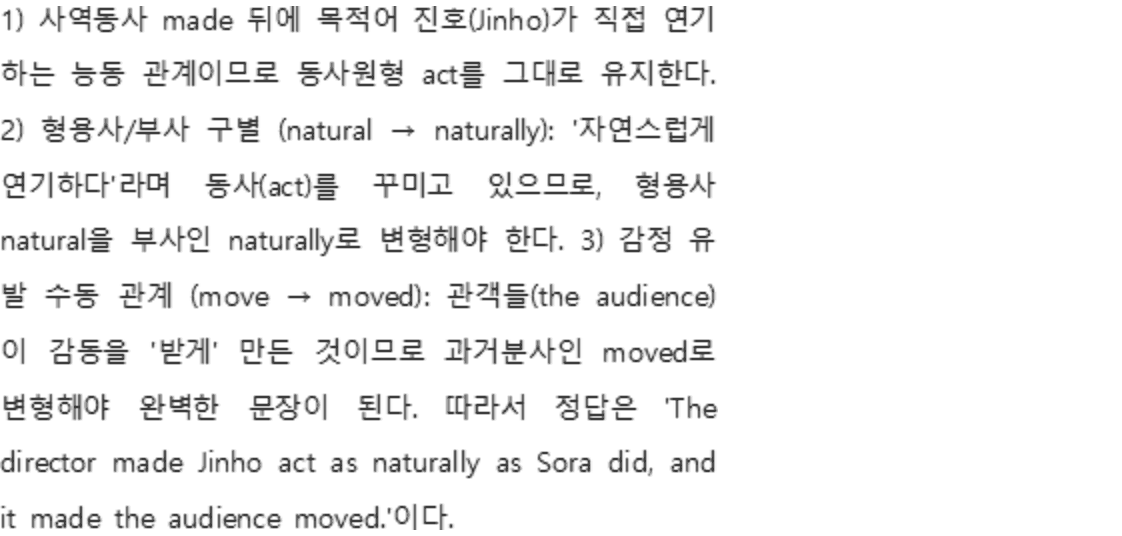 1) 사역동사 made 뒤에 목적어 진호(Jinho)가 직접 연기
하는 능동 관계이므로 동사원형 act를 그대로 유지한다.
2) 형용사/부사 구별 (natural → naturally): '자연스럽게
연기하다'라며 동사(act)를 꾸미고 있으므로, 형용사
natural을 부사인 naturally로 변형해야 한다. 3) 감정 유
발 수동 관계 (move → moved): 관객들(the audience)
이 감동을 '받게' 만든 것이므로 과거분사인 moved로
변형해야 완벽한 문장이 된다. 따라서 정답은 'The
director made Jinho act as naturally as Sora did, and
it made the audience moved.'이다.